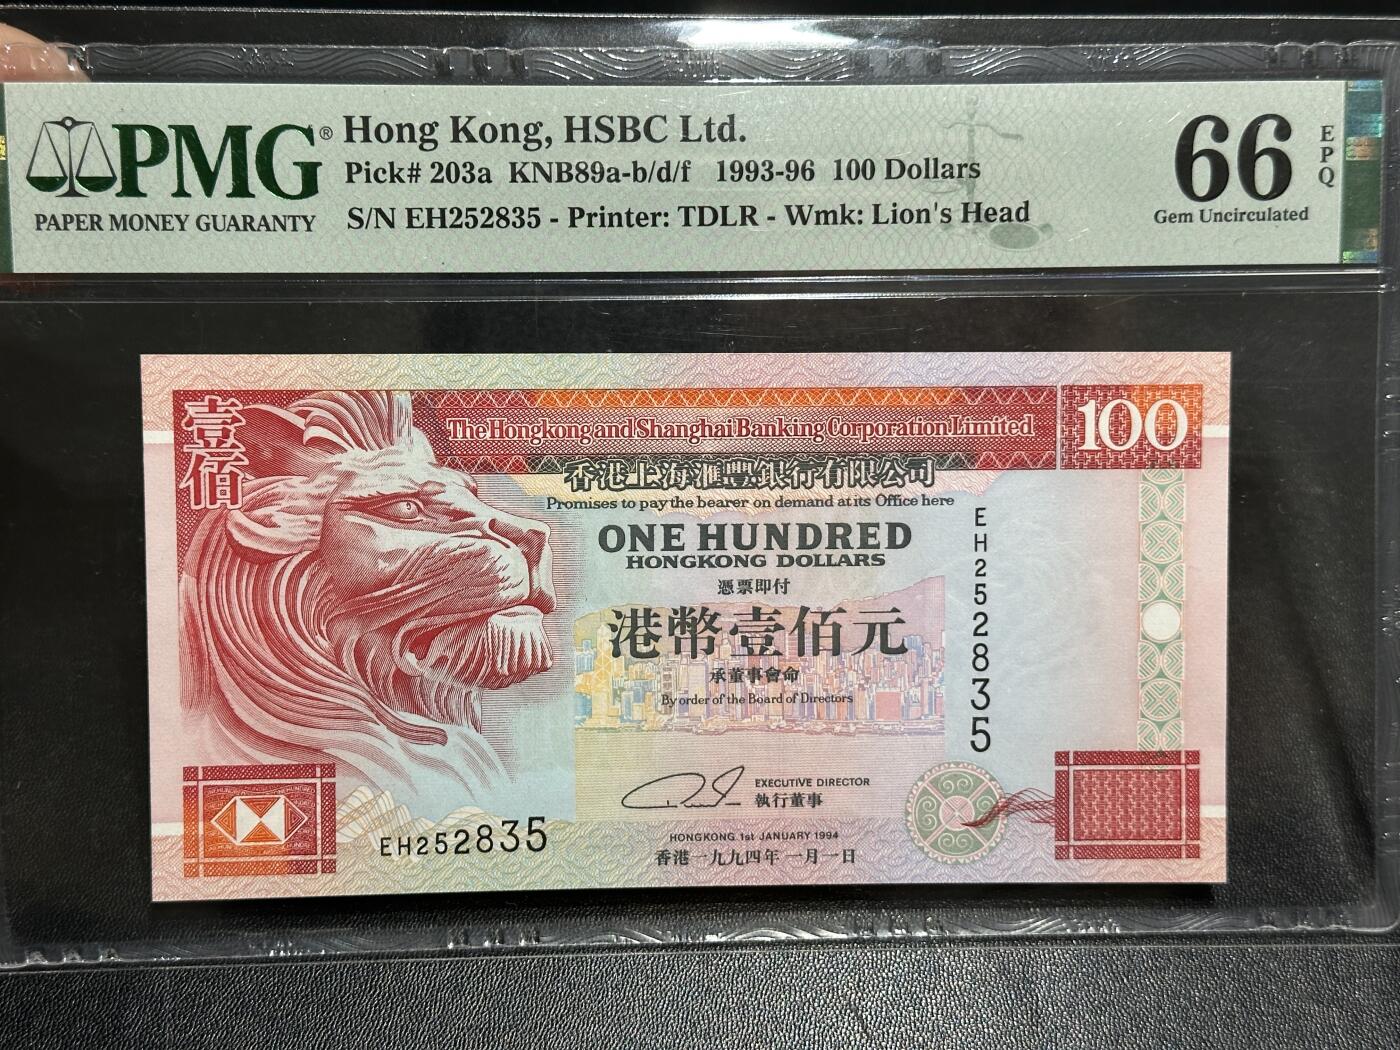 PMG®
PAPER MONEY GUARANTY
Hong Kong, HSBC Ltd.
Pick# 203a KNB89a-b/d/f 1993-96 100 Dollars
S/N EH252835 - Printer: TDLR - Wmk: Lion's Head
66
EPQ
Gem Uncirculated
壹佰
The Hongkong and Shanghai Banking Corporation Limited
100
香港上海滙豐銀行有限公司
Promises to pay the bearer on demand at its Office here
ONE HUNDRED
HONGKONG DOLLARS
憑票即付
港幣壹佰元
承董事會命
By order of the Board of Directors
EH252835
EXECUTIVE DIRECTOR
執行董事
EH252835
HONGKONG 1st JANUARY 1994
香港一九九四年一月一日